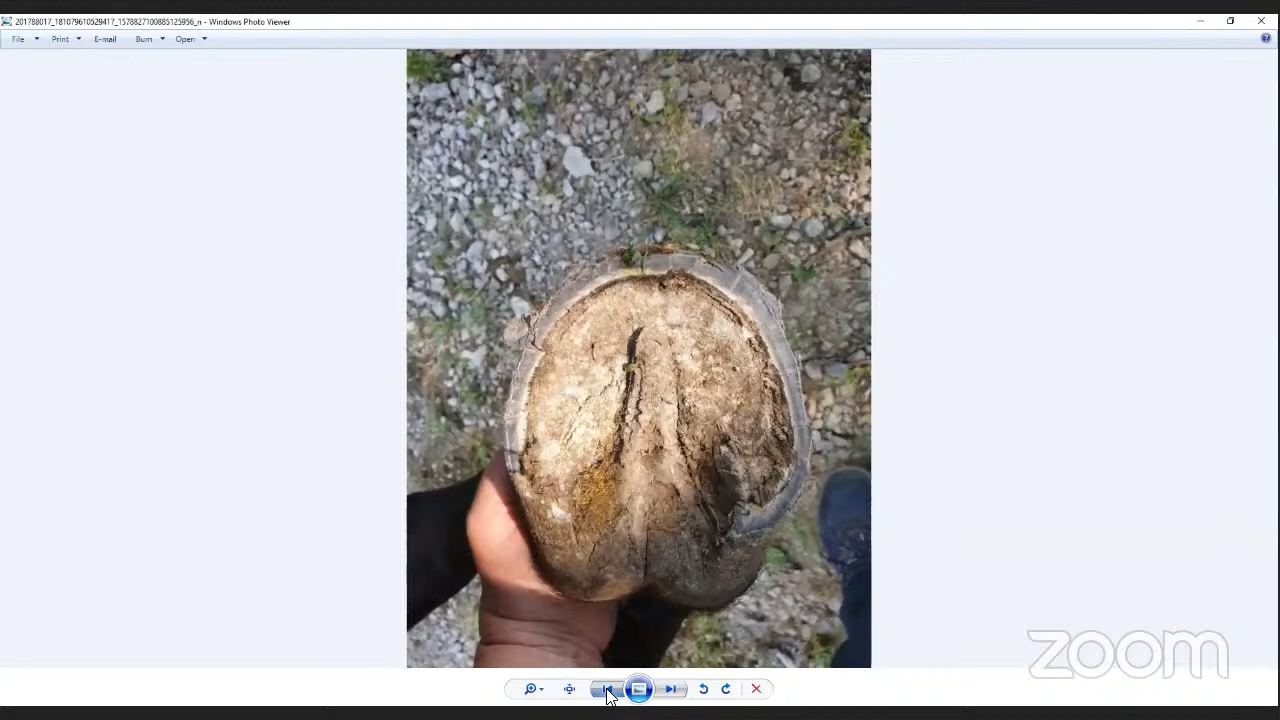 201788017_181079610529417_1578827100885125956_n - Windows Photo Viewer
File Print E-mail Burn Open
zoom